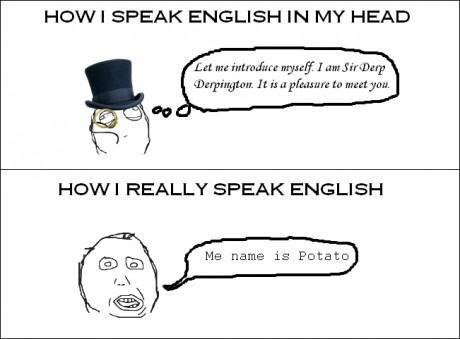 HOW I SPEAK ENGLISH IN MY HEAD
Let me introduce myself. I am Sir Derp
Derpington. It is a pleasure to meet you.
HOW I REALLY SPEAK ENGLISH
Me name is Potato